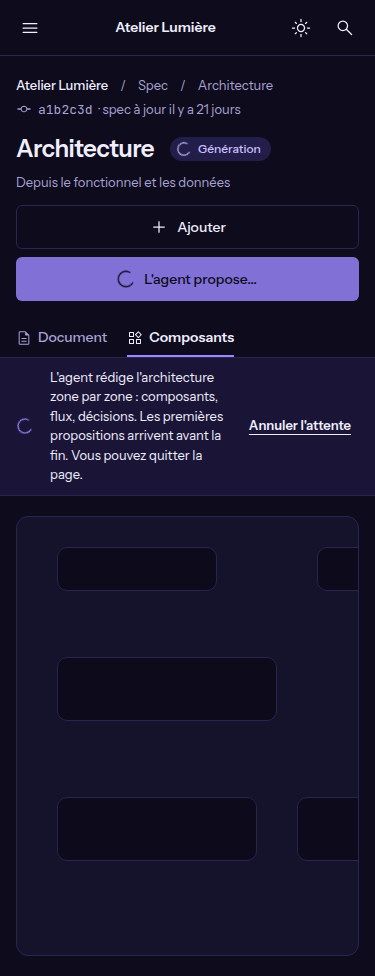 Atelier Lumière
Atelier Lumière / Spec / Architecture
a1b2c3d · spec à jour il y a 21 jours
Architecture
Génération
Depuis le fonctionnel et les données
Ajouter
L'agent propose...
Document
Composants
L'agent rédige l'architecture
zone par zone : composants,
flux, décisions. Les premières
propositions arrivent avant la
fin. Vous pouvez quitter la
page.
Annuler l'attente